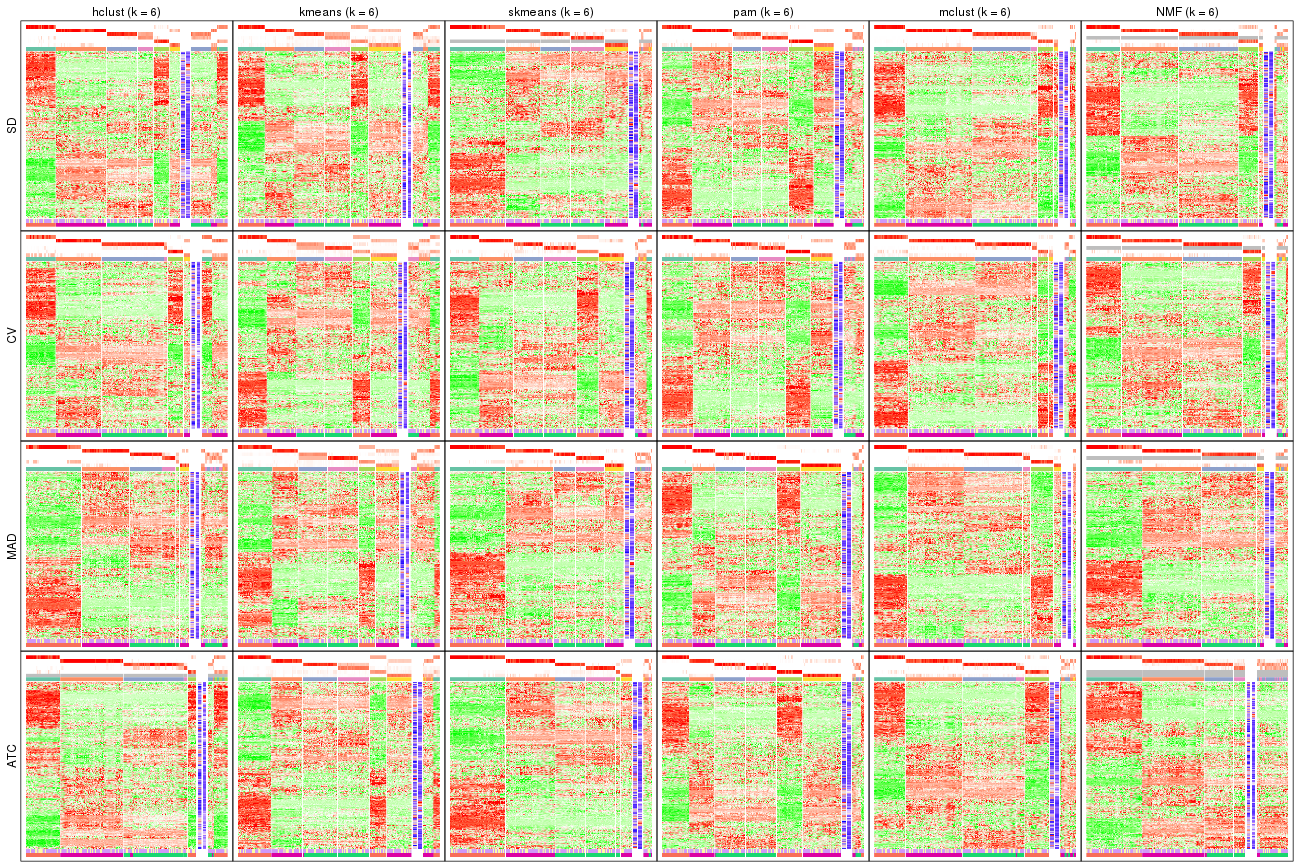 hclust (k = 6) kmeans (k = 6) skmeans (k = 6) pam (k = 6) mclust (k = 6) NMF (k = 6)
SD
CV
MAD
ATC